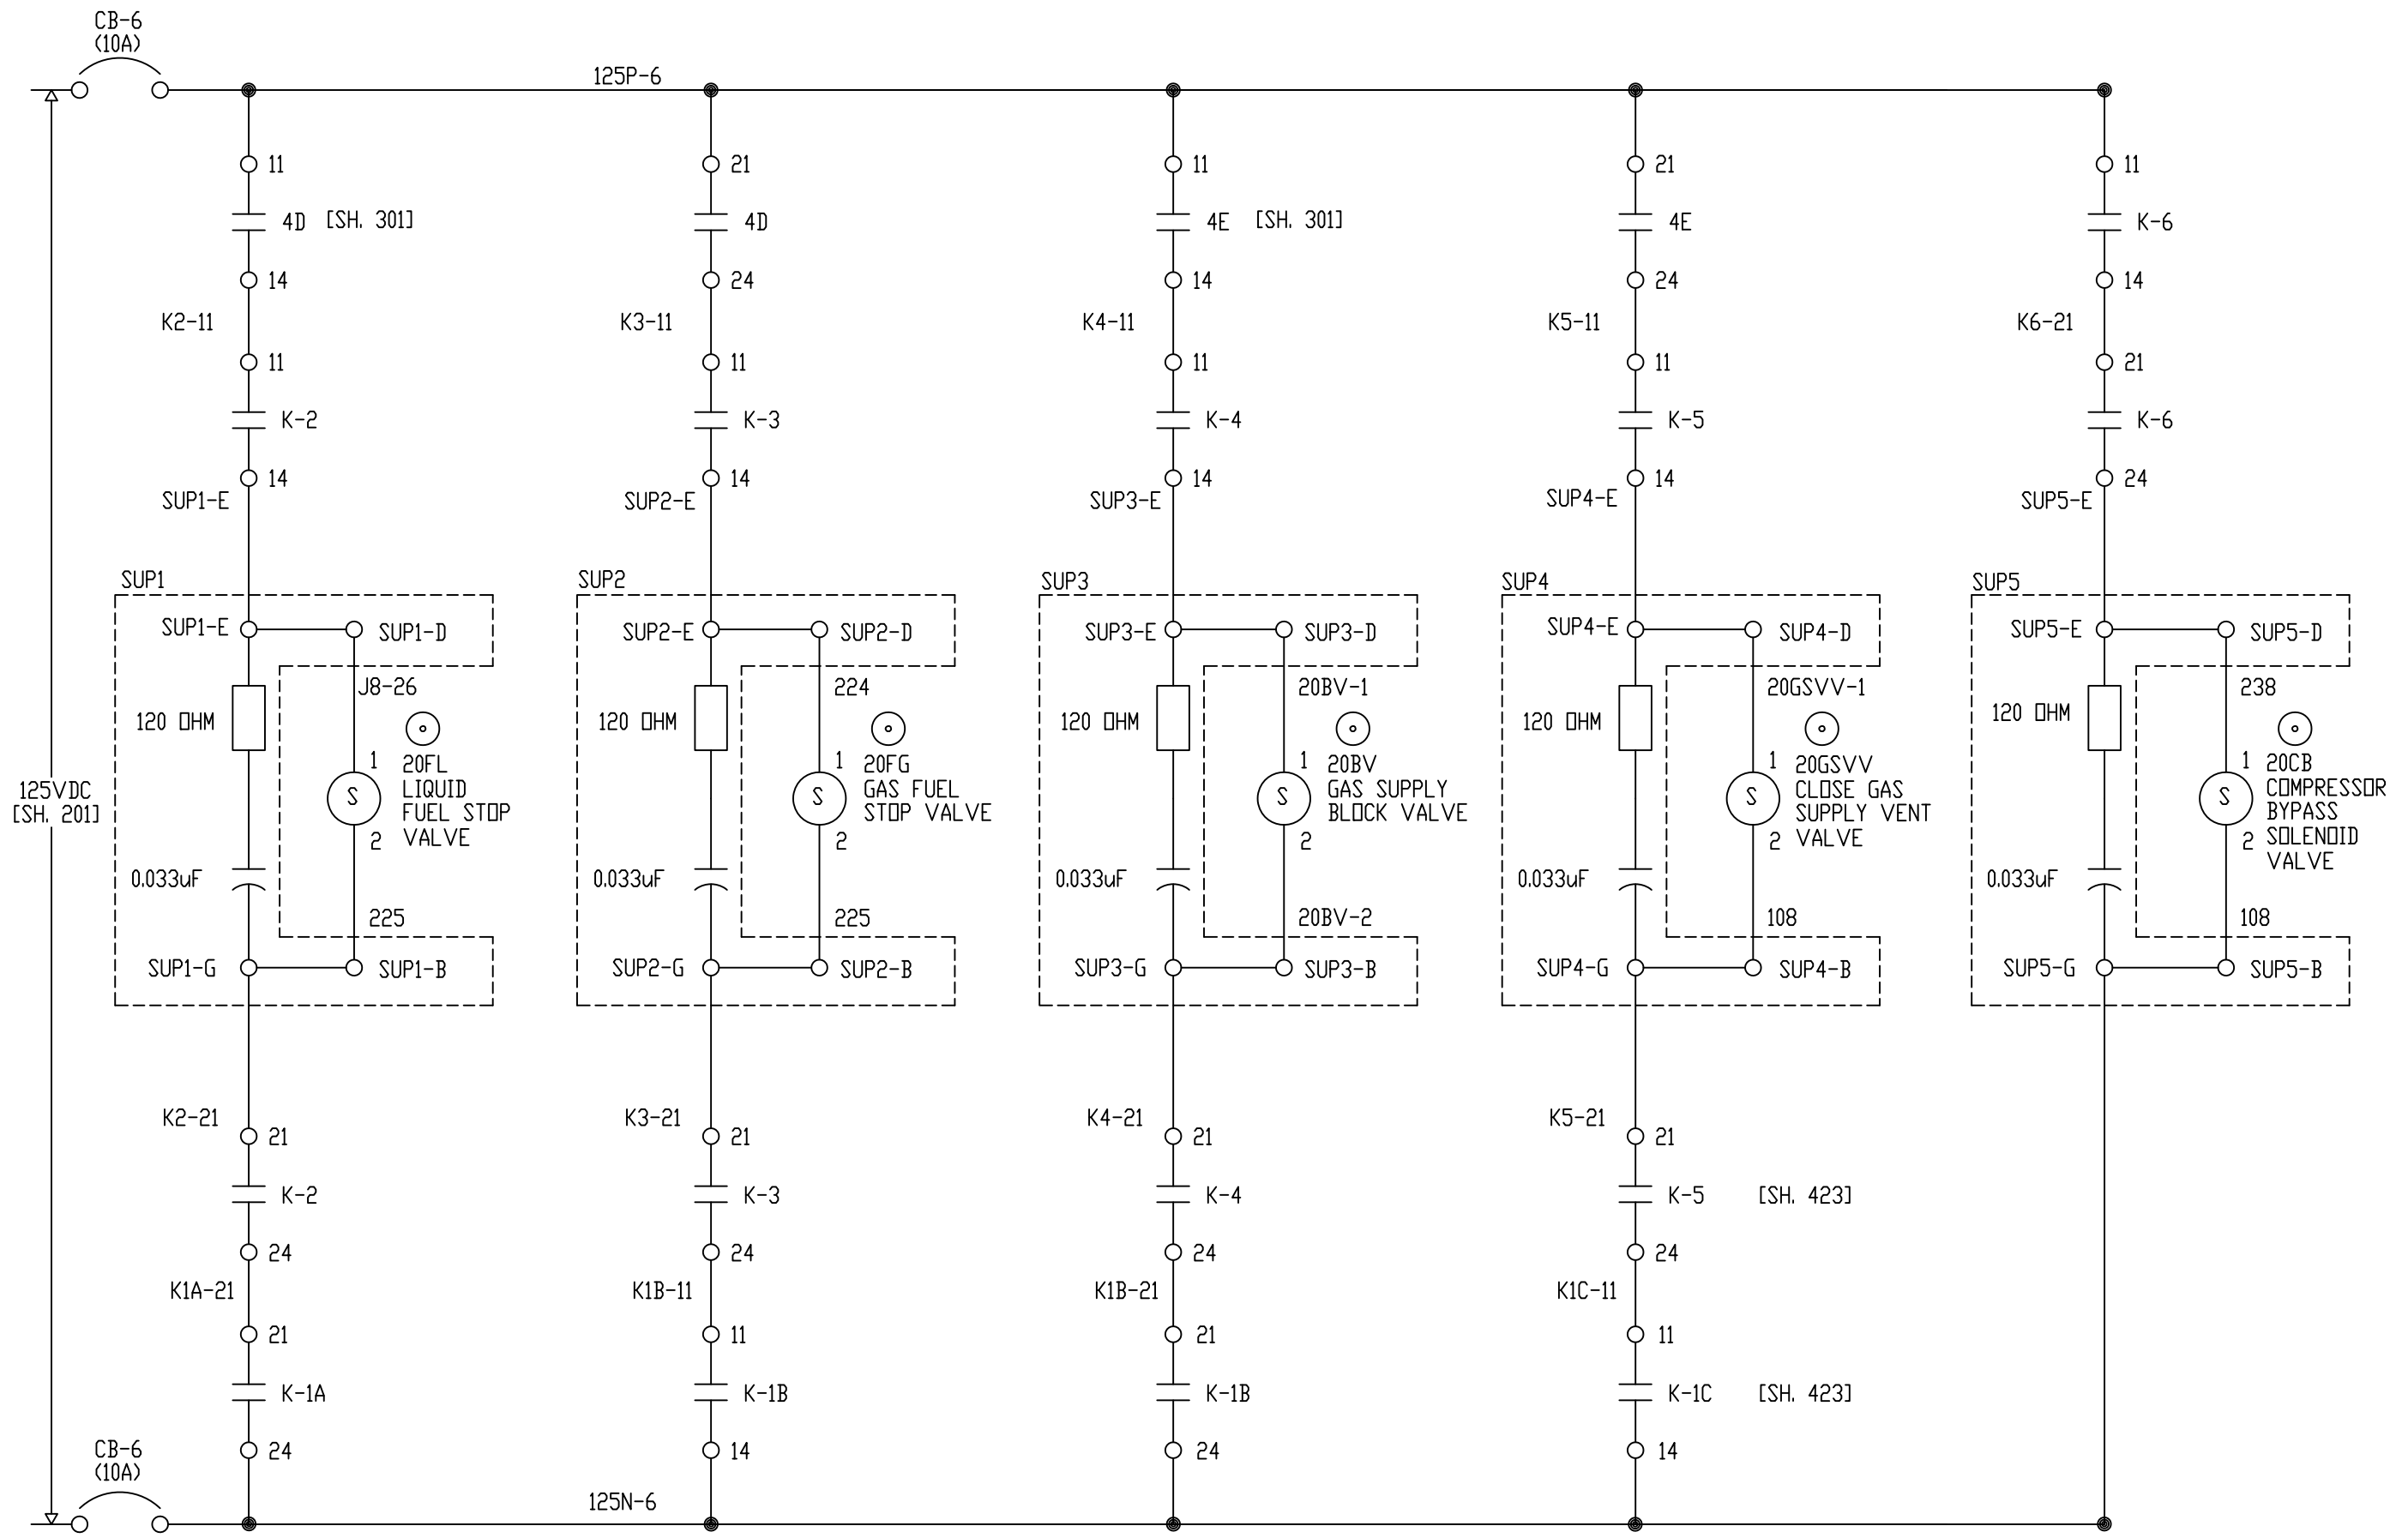 CB-6
(10A)
125P-6
11
21
11
21
11
4D [SH. 301]
4D
4E [SH. 301]
4E
K-6
14
24
14
24
14
K2-11
K3-11
K4-11
K5-11
K6-21
11
11
11
11
21
K-2
K-3
K-4
K-5
K-6
14
14
14
14
24
SUP1-E
SUP2-E
SUP3-E
SUP4-E
SUP5-E
SUP1
SUP2
SUP3
SUP4
SUP5
SUP1-E
SUP1-D
SUP2-E
SUP2-D
SUP3-E
SUP3-D
SUP4-E
SUP4-D
SUP5-E
SUP5-D
J8-26
224
20BV-1
20GSVV-1
238
120 OHM
120 OHM
120 OHM
120 OHM
120 OHM
125VDC
[SH. 201]
1
S
2
20FL
LIQUID
FUEL STOP
VALVE
1
S
2
20FG
GAS FUEL
STOP VALVE
1
S
2
20BV
GAS SUPPLY
BLOCK VALVE
1
S
2
20GSVV
CLOSE GAS
SUPPLY VENT
VALVE
1
S
2
20CB
COMPRESSOR
BYPASS
SOLENOID
VALVE
0.033uF
0.033uF
0.033uF
0.033uF
0.033uF
225
225
20BV-2
108
108
SUP1-G
SUP1-B
SUP2-G
SUP2-B
SUP3-G
SUP3-B
SUP4-G
SUP4-B
SUP5-G
SUP5-B
K2-21
K3-21
K4-21
K5-21
21
21
21
21
K-2
K-3
K-4
K-5 [SH. 423]
24
24
24
24
K1A-21
K1B-11
K1B-21
K1C-11
21
11
21
11
K-1A
K-1B
K-1B
K-1C [SH. 423]
24
14
24
14
CB-6
(10A)
125N-6